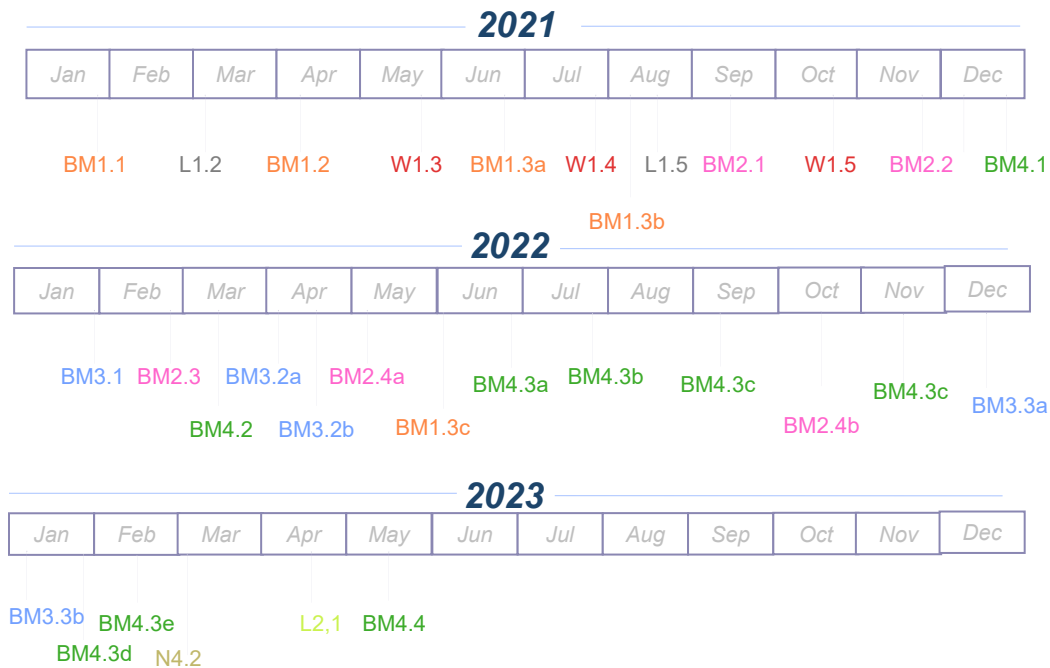 2021
Jan Feb Mar Apr May Jun Jul Aug Sep Oct Nov Dec
BM1.1 L1.2 BM1.2 W1.3 BM1.3a W1.4 L1.5 BM2.1 W1.5 BM2.2 BM4.1
BM1.3b
2022
Jan Feb Mar Apr May Jun Jul Aug Sep Oct Nov Dec
BM3.1 BM2.3 BM3.2a BM2.4a BM4.3a BM4.3b BM4.3c BM4.3c BM3.3a
BM4.2 BM3.2b BM1.3c BM2.4b
2023
Jan Feb Mar Apr May Jun Jul Aug Sep Oct Nov Dec
BM3.3b BM4.3e L2,1 BM4.4
BM4.3d N4.2